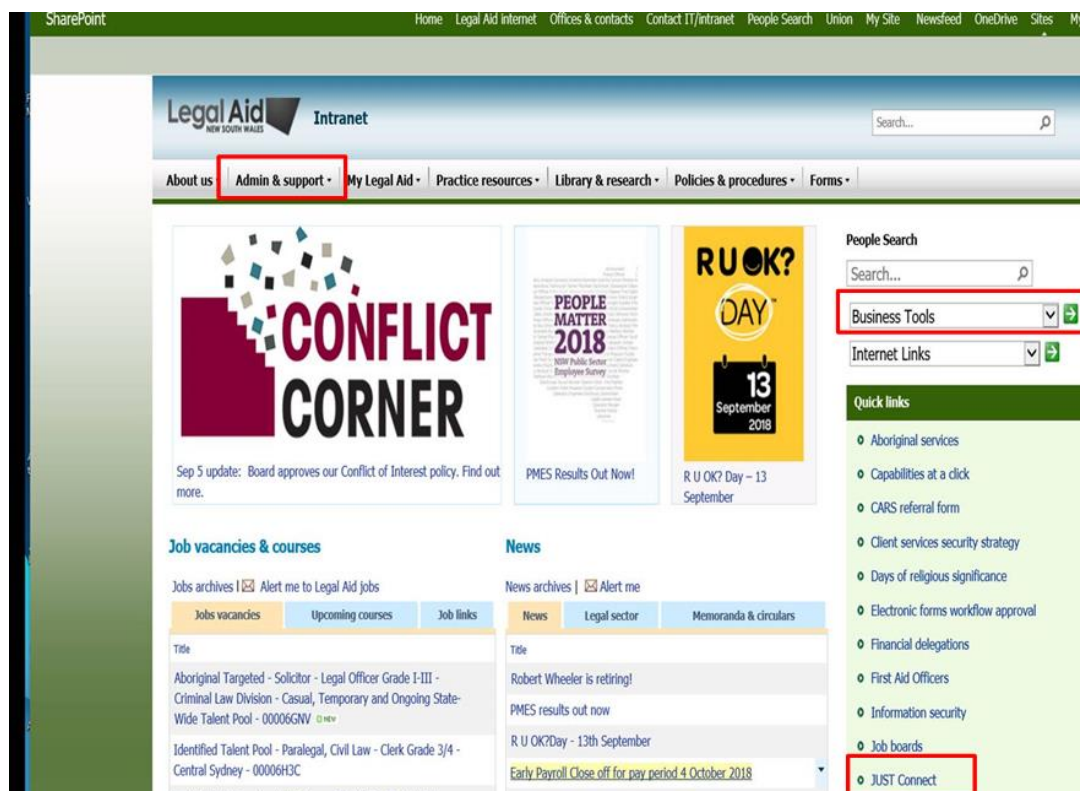 SharePoint
Home Legal Aid internet Offices & contacts Contact IT/intranet People Search Union My Site Newsfeed OneDrive Sites
Legal Aid
NEW SOUTH WALES
Intranet
Search...
About us Admin & support My Legal Aid Practice resources Library & research Policies & procedures Forms
CONFLICT
CORNER
Sep 5 update: Board approves our Conflict of Interest policy. Find out
more.
PEOPLE
MATTER
2018
NSW Public Sector
Employee Survey
PMES Results Out Now!
R U OK?
DAY
13
September
2018
R U OK? Day – 13
September
People Search
Search...
Business Tools
Internet Links
Quick links
Aboriginal services
Capabilities at a click
CARS referral form
Client services security strategy
Days of religious significance
Electronic forms workflow approval
Financial delegations
First Aid Officers
Information security
Job boards
JUST Connect
Job vacancies & courses
Jobs archives | Alert me to Legal Aid jobs
Jobs vacancies Upcoming courses Job links
Title
Aboriginal Targeted - Solicitor - Legal Officer Grade I-III -
Criminal Law Division - Casual, Temporary and Ongoing State-
Wide Talent Pool - 00006GNV NEW
Identified Talent Pool - Paralegal, Civil Law - Clerk Grade 3/4 -
Central Sydney - 00006H3C
News
News archives | Alert me
News Legal sector Memoranda & circulars
Title
Robert Wheeler is retiring!
PMES results out now
R U OK?Day - 13th September
Early Payroll Close off for pay period 4 October 2018